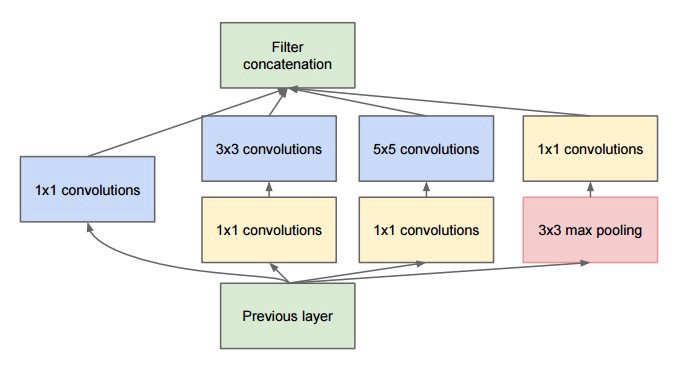 Filter
concatenation
3x3 convolutions
5x5 convolutions
1x1 convolutions
1x1 convolutions
1x1 convolutions
1x1 convolutions
3x3 max pooling
Previous layer